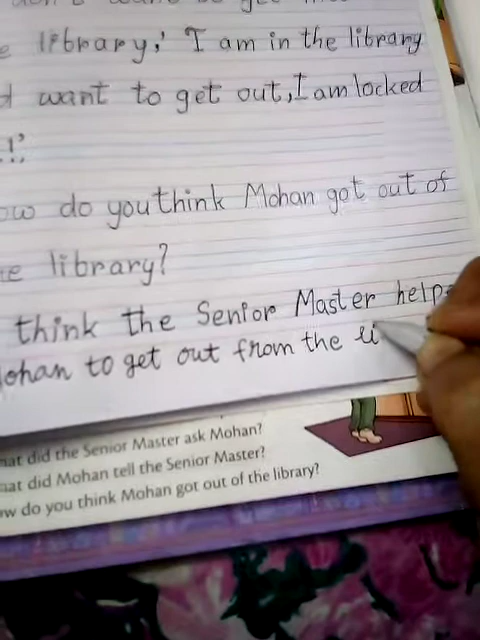 library;' I am in the library
want to get out, I am locked
!!'
do you think Mohan got out of
library?
think the Senior Master help
Mohan to get out from the li
did the Senior Master ask Mohan?
did Mohan tell the Senior Master?
do you think Mohan got out of the library?